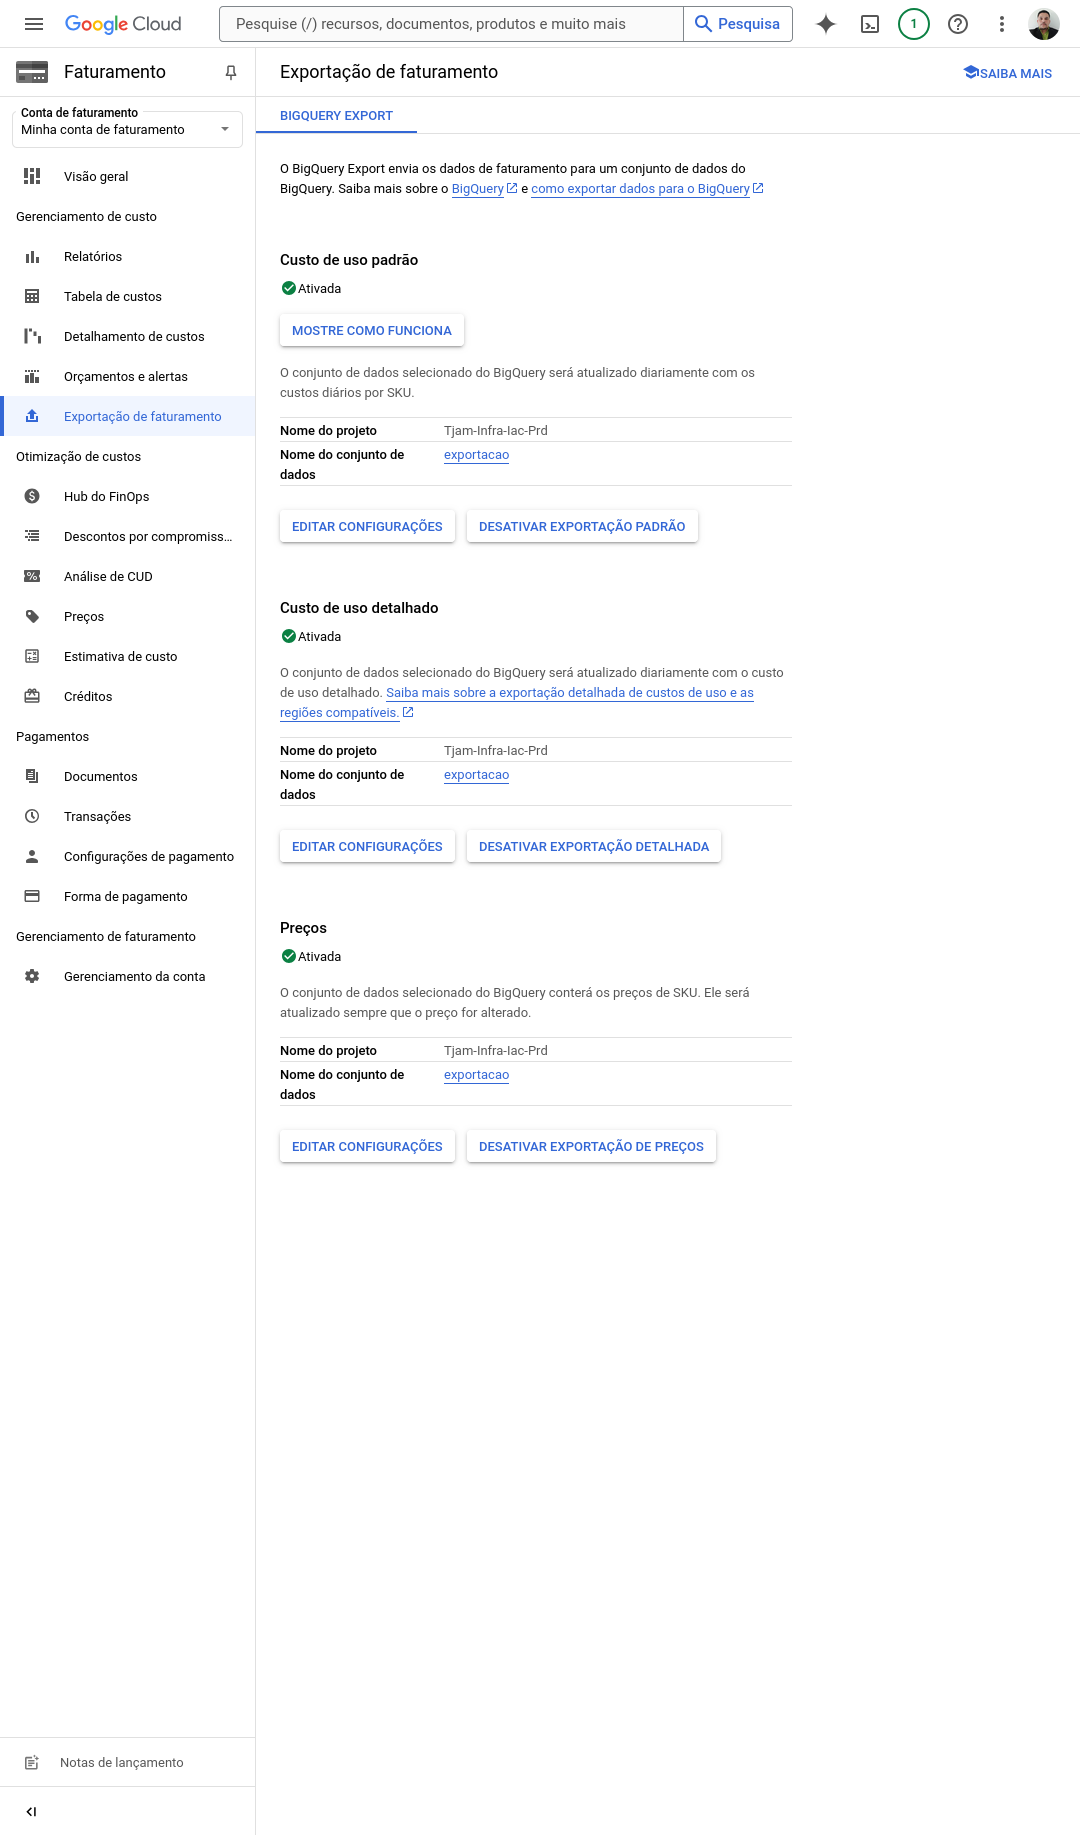 Google Cloud
Pesquise (/) recursos, documentos, produtos e muito mais
Pesquisa
1
Faturamento
Exportação de faturamento
SAIBA MAIS
Conta de faturamento
Minha conta de faturamento
Visão geral
Gerenciamento de custo
Relatórios
Tabela de custos
Detalhamento de custos
Orçamentos e alertas
Exportação de faturamento
Otimização de custos
Hub do FinOps
Descontos por compromiss...
Análise de CUD
Preços
Estimativa de custo
Créditos
Pagamentos
Documentos
Transações
Configurações de pagamento
Forma de pagamento
Gerenciamento de faturamento
Gerenciamento da conta
Notas de lançamento
BIGQUERY EXPORT
O BigQuery Export envia os dados de faturamento para um conjunto de dados do
BigQuery. Saiba mais sobre o BigQuery e como exportar dados para o BigQuery
Custo de uso padrão
Ativada
MOSTRE COMO FUNCIONA
O conjunto de dados selecionado do BigQuery será atualizado diariamente com os
custos diários por SKU.
Nome do projeto Tjam-Infra-Iac-Prd
Nome do conjunto de exportacao
dados
EDITAR CONFIGURAÇÕES DESATIVAR EXPORTAÇÃO PADRÃO
Custo de uso detalhado
Ativada
O conjunto de dados selecionado do BigQuery será atualizado diariamente com o custo
de uso detalhado. Saiba mais sobre a exportação detalhada de custos de uso e as
regiões compatíveis.
Nome do projeto Tjam-Infra-Iac-Prd
Nome do conjunto de exportacao
dados
EDITAR CONFIGURAÇÕES DESATIVAR EXPORTAÇÃO DETALHADA
Preços
Ativada
O conjunto de dados selecionado do BigQuery conterá os preços de SKU. Ele será
atualizado sempre que o preço for alterado.
Nome do projeto Tjam-Infra-Iac-Prd
Nome do conjunto de exportacao
dados
EDITAR CONFIGURAÇÕES DESATIVAR EXPORTAÇÃO DE PREÇOS